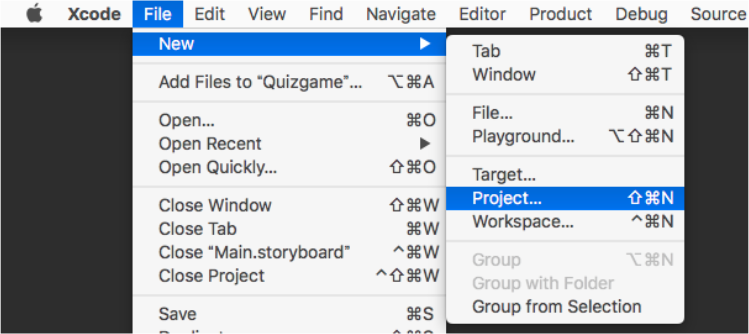 Xcode File Edit View Find Navigate Editor Product Debug Source
New
Add Files to “Quizgame”... ⌥⌘A
Open... ⌘O
Open Recent
Open Quickly... ⇧⌘O
Close Window ⇧⌘W
Close Tab ⌘W
Close “Main.storyboard” ^⌘W
Close Project ^⇧⌘W
Save ⌘S
Tab ⌘T
Window ⇧⌘T
File... ⌘N
Playground... ⌥⇧⌘N
Target...
Project... ⇧⌘N
Workspace... ^⌘N
Group ⌥⌘N
Group with Folder
Group from Selection